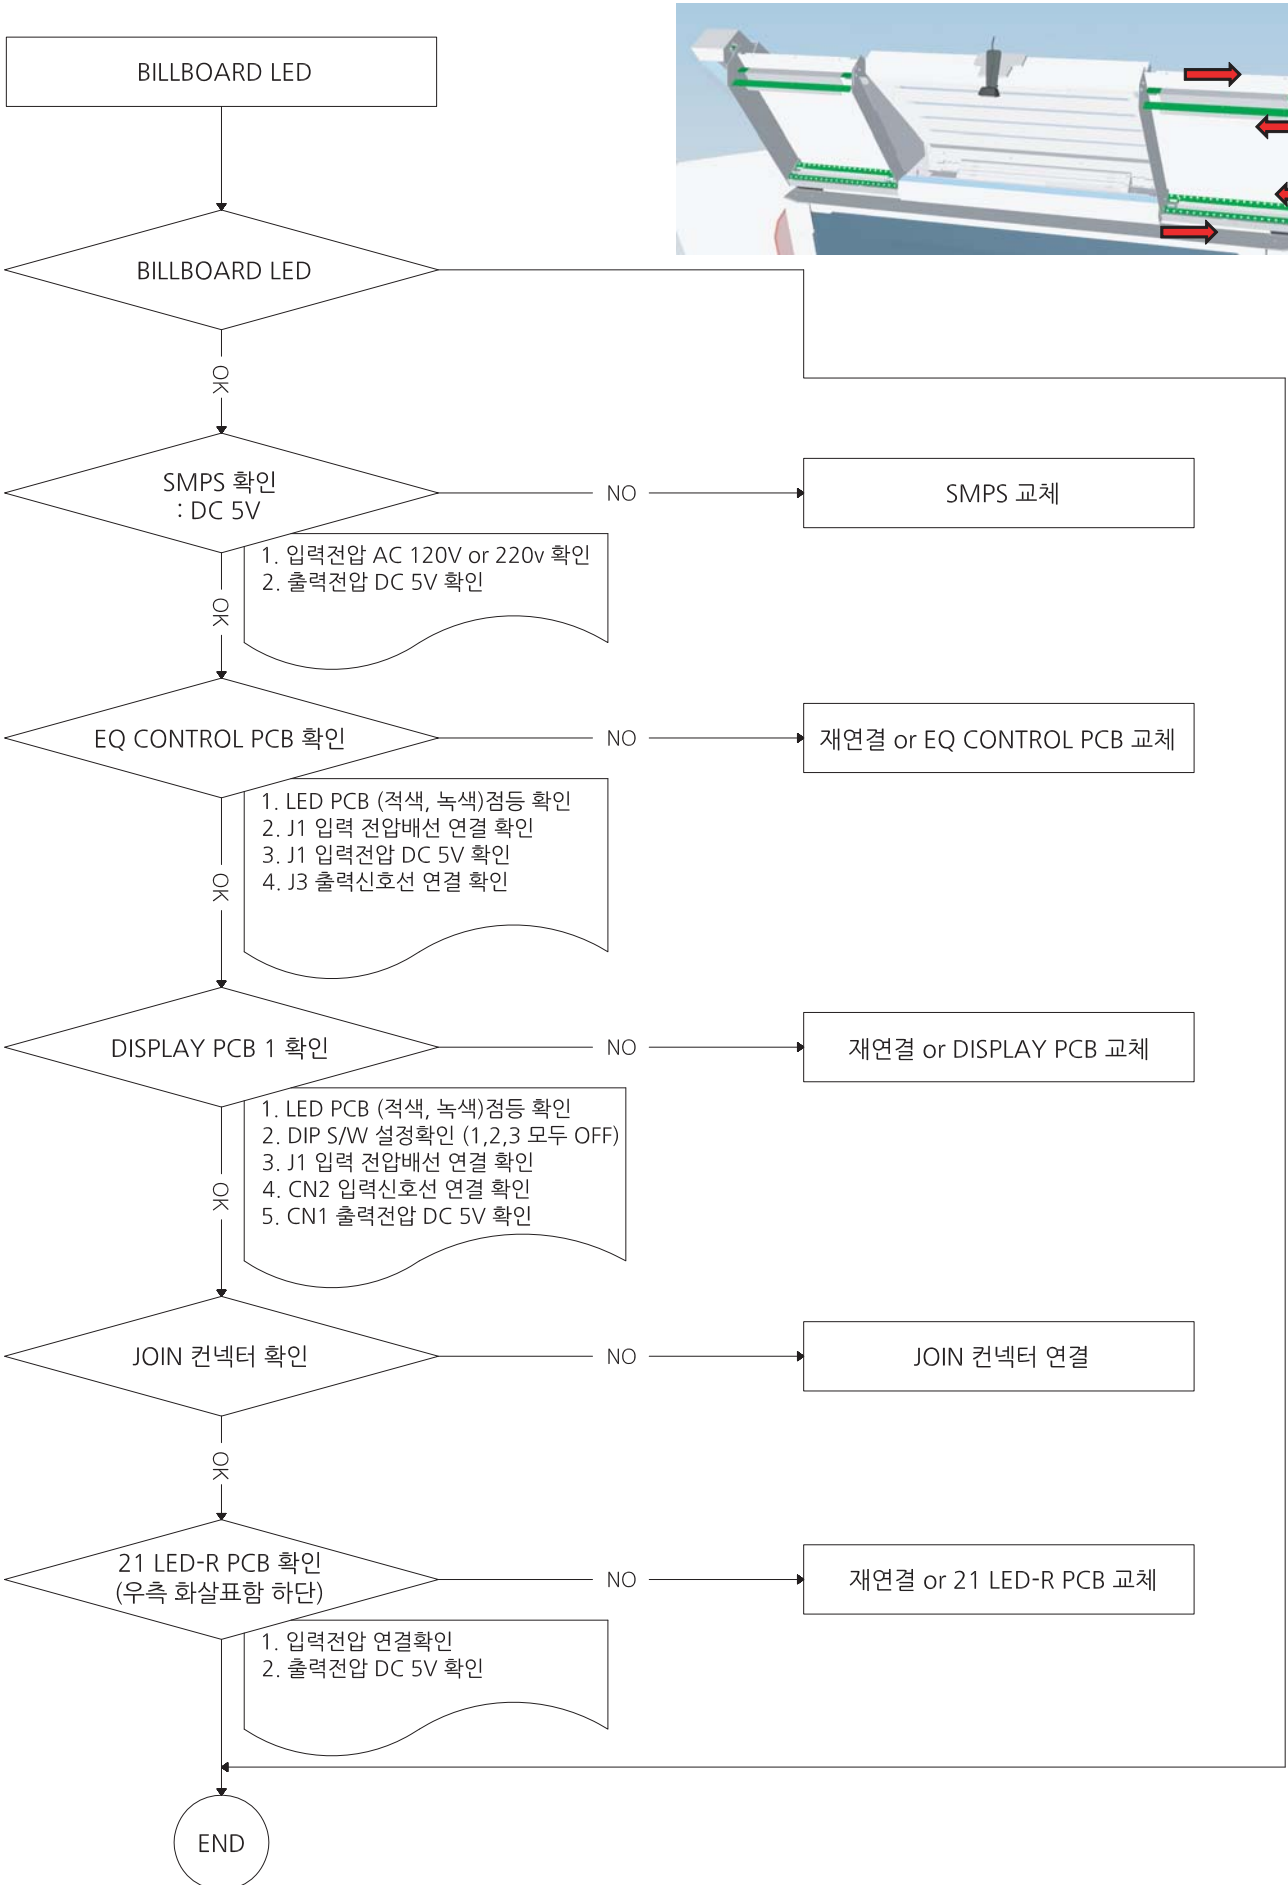 BILLBOARD LED
BILLBOARD LED
OK
SMPS 확인
: DC 5V
NO
SMPS 교체
1. 입력전압 AC 120V or 220v 확인
2. 출력전압 DC 5V 확인
OK
EQ CONTROL PCB 확인
NO
재연결 or EQ CONTROL PCB 교체
1. LED PCB (적색, 녹색)점등 확인
2. J1 입력 전압배선 연결 확인
3. J1 입력전압 DC 5V 확인
4. J3 출력신호선 연결 확인
OK
DISPLAY PCB 1 확인
NO
재연결 or DISPLAY PCB 교체
1. LED PCB (적색, 녹색)점등 확인
2. DIP S/W 설정확인 (1,2,3 모두 OFF)
3. J1 입력 전압배선 연결 확인
4. CN2 입력신호선 연결 확인
5. CN1 출력전압 DC 5V 확인
OK
JOIN 컨넥터 확인
NO
JOIN 컨넥터 연결
OK
21 LED-R PCB 확인
(우측 화살표함 하단)
NO
재연결 or 21 LED-R PCB 교체
1. 입력전압 연결확인
2. 출력전압 DC 5V 확인
END